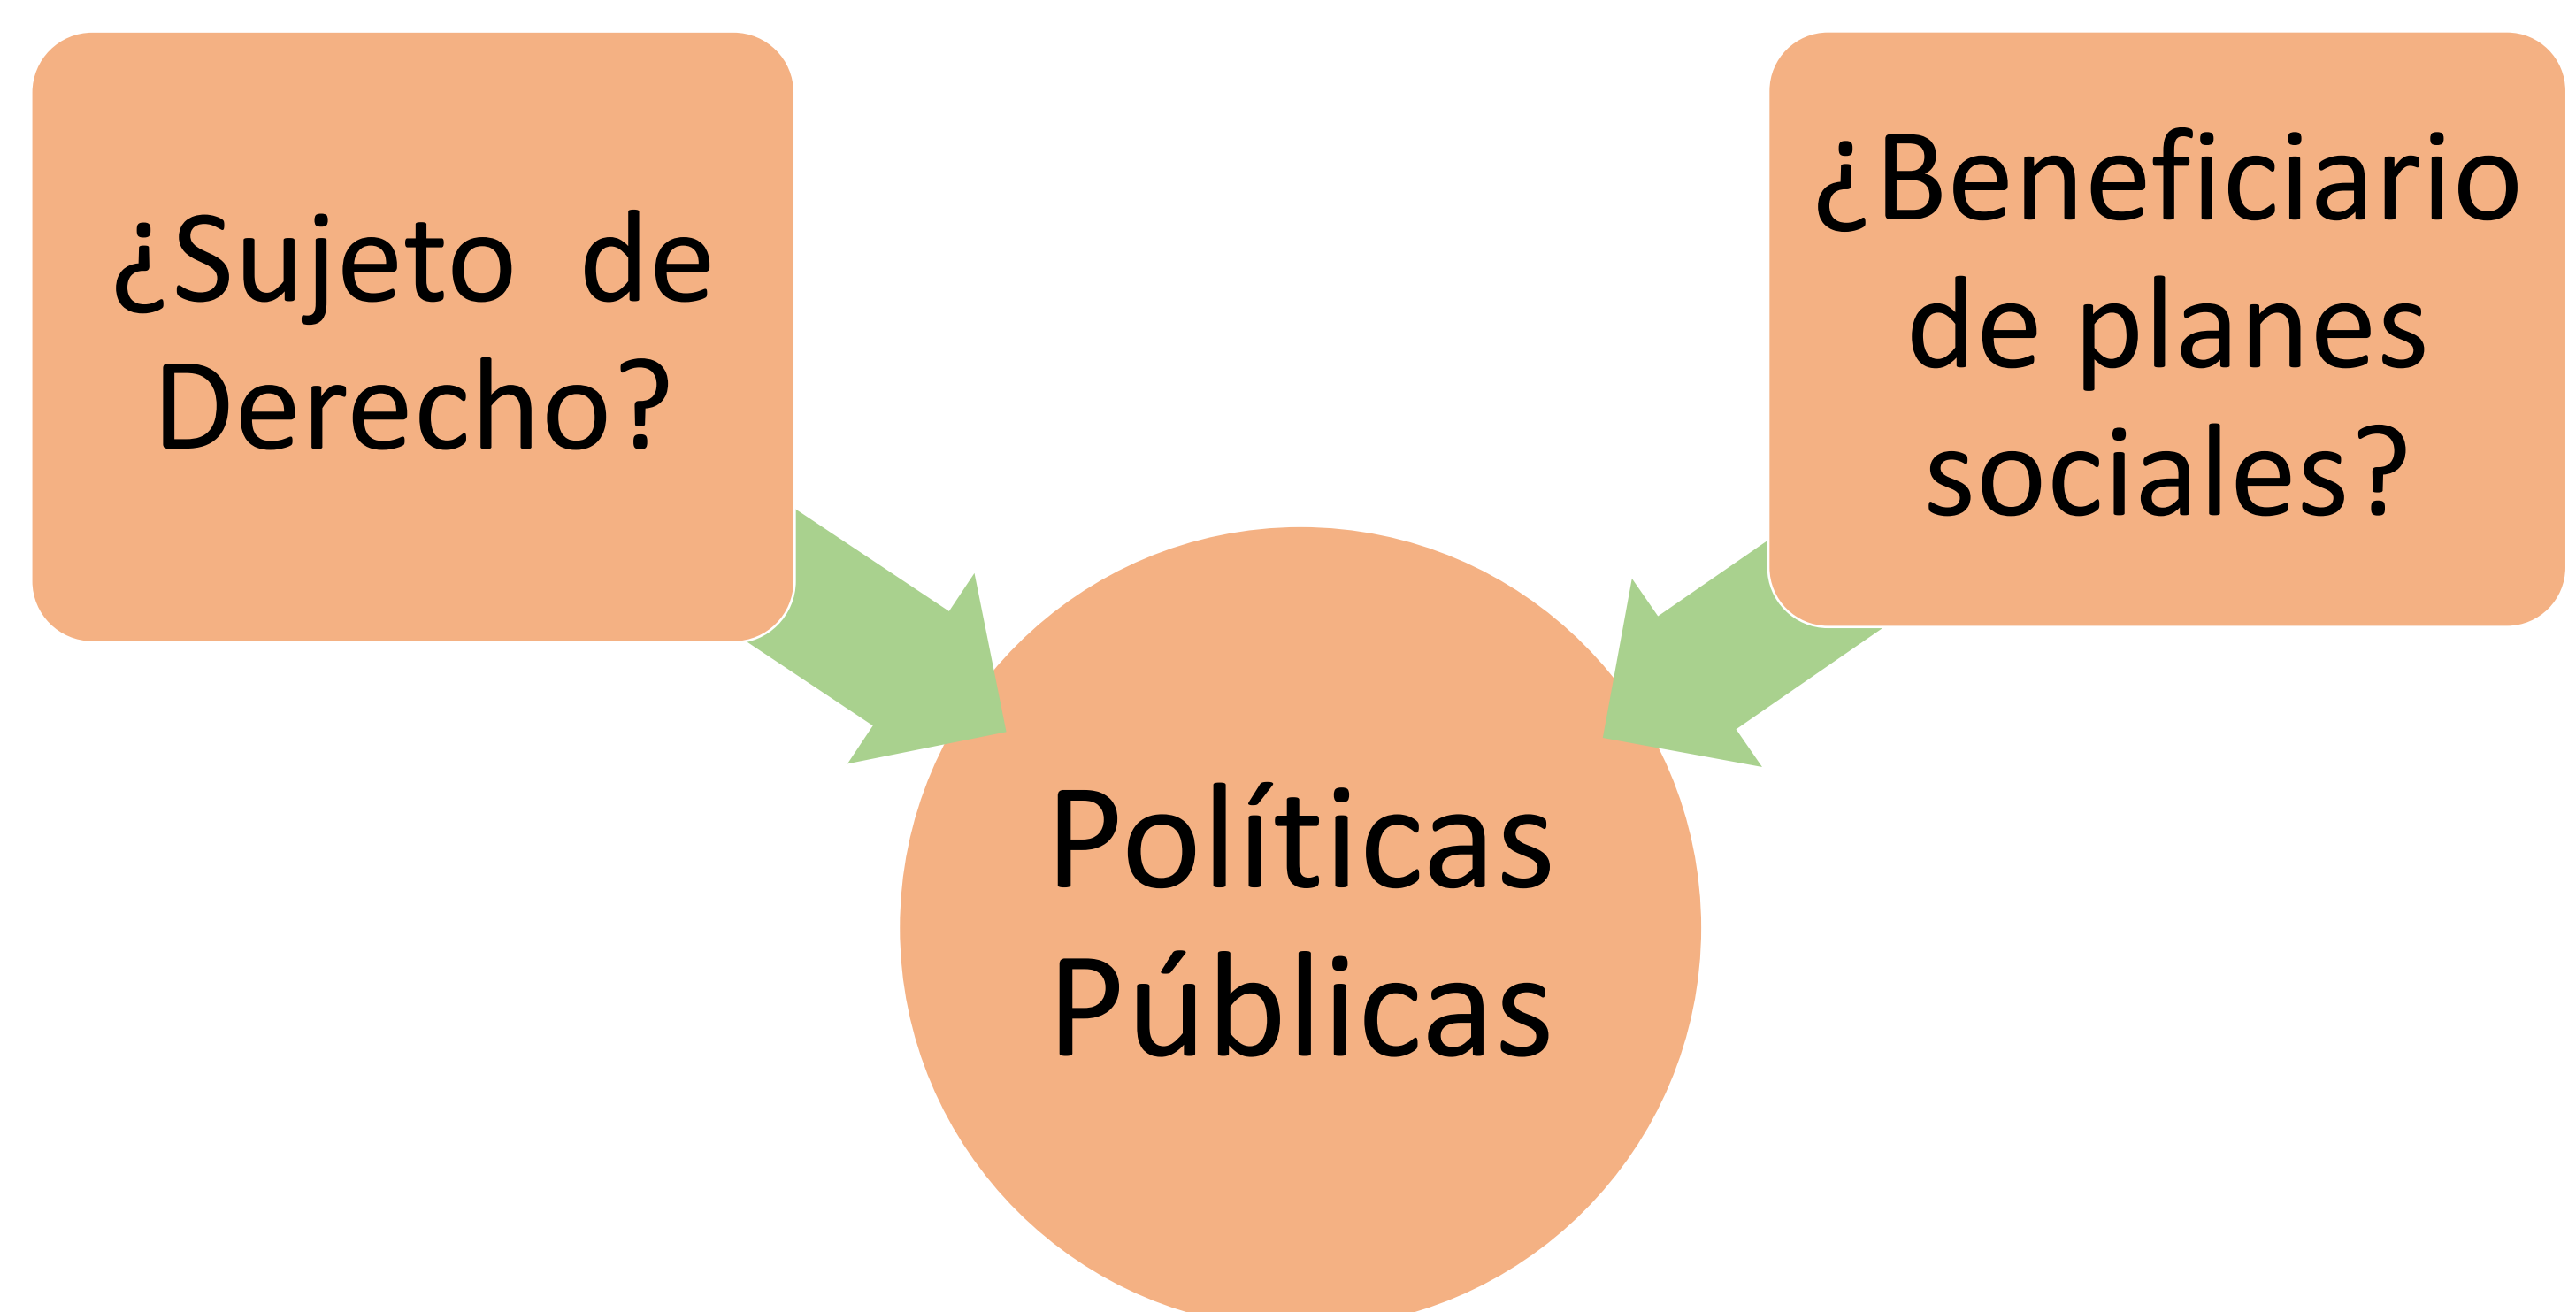 ¿Sujeto de
Derecho?
¿Beneficiario
de planes
sociales?
Políticas
Públicas